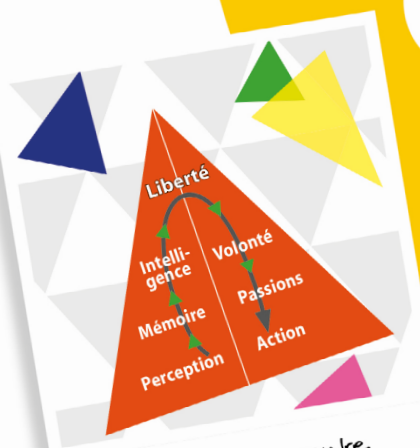 Liberté
Intelli-
gence
Volonté
Mémoire
Passions
Perception
Action